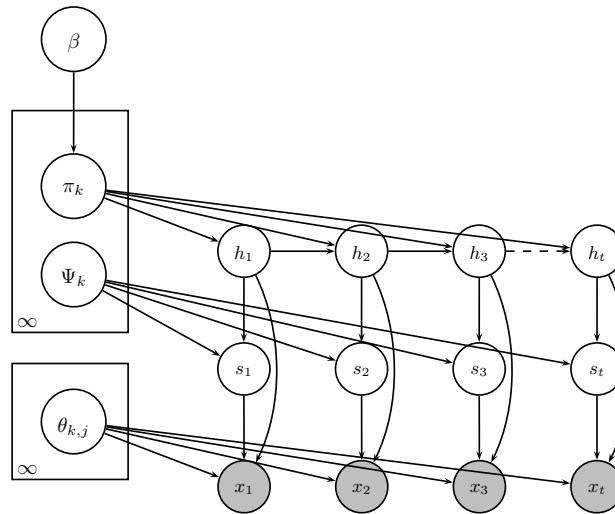 β
π_k
h_1 h_2 h_3 h_t
Ψ_k
∞
s_1 s_2 s_3 s_t
θ_{k,j}
∞
x_1 x_2 x_3 x_t